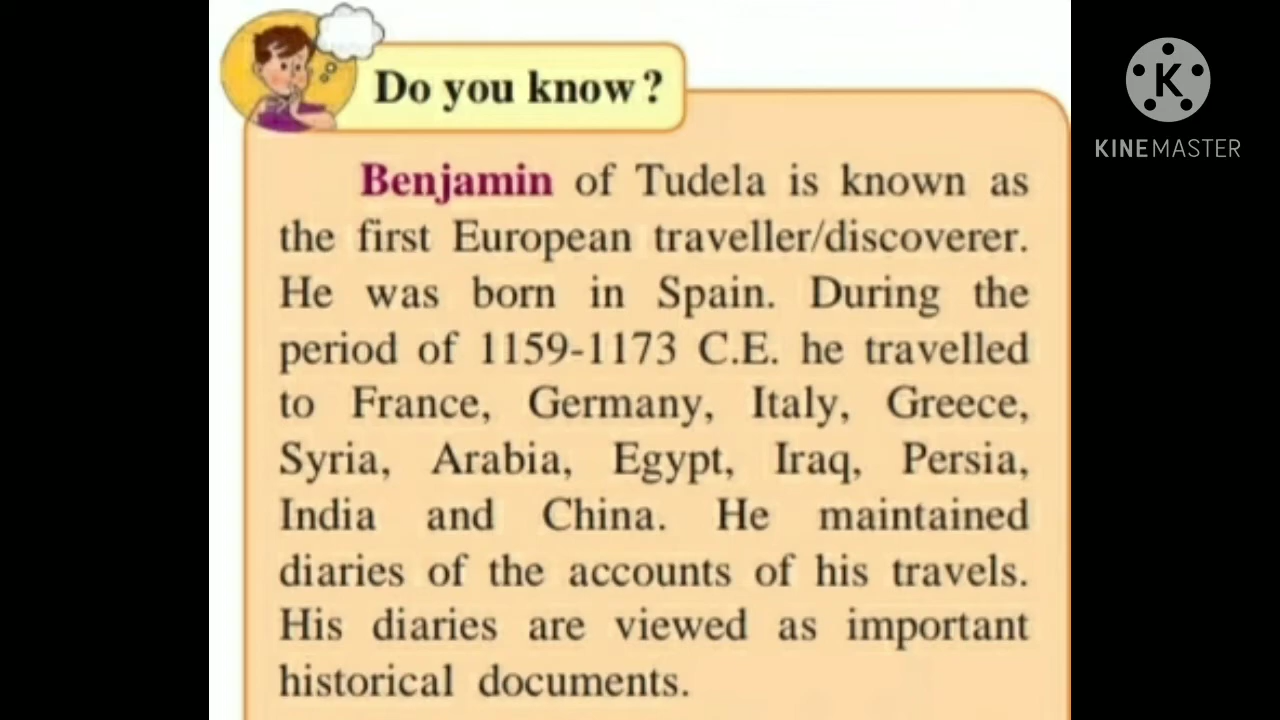 Do you know?
Benjamin of Tudela is known as
the first European traveller/discoverer.
He was born in Spain. During the
period of 1159-1173 C.E. he travelled
to France, Germany, Italy, Greece,
Syria, Arabia, Egypt, Iraq, Persia,
India and China. He maintained
diaries of the accounts of his travels.
His diaries are viewed as important
historical documents.
K
KINEMASTER